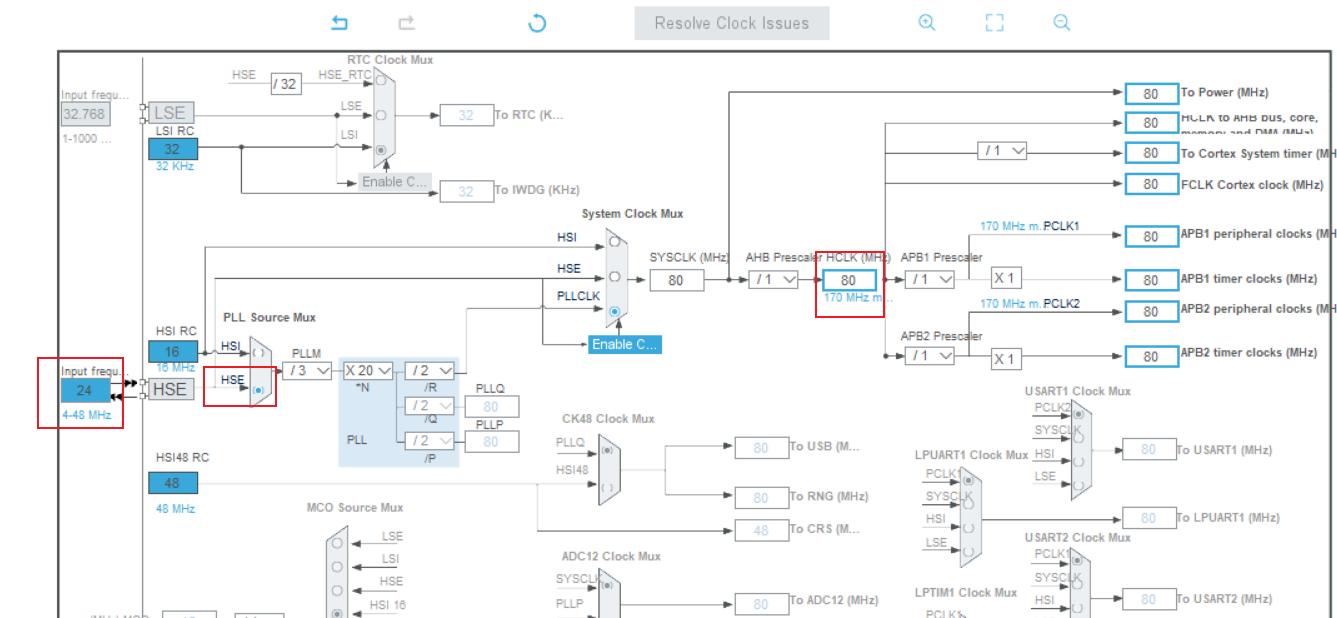 Resolve Clock Issues
RTC Clock Mux
HSE
/ 32
HSE_RTC
Input frequ...
32.768
1-1000 ...
LSE
LSE
32
To RTC (K...
LSI RC
32
32 KHz
LSI
Enable C...
32
To IWDG (KHz)
80
To Power (MHz)
80
HCLK to AHB bus, core,
memory and DMA (MHz)
/ 1
80
To Cortex System timer (MH
80
FCLK Cortex clock (MHz)
System Clock Mux
HSI
HSE
PLLCLK
Enable C...
SYSCLK (MHz)
80
AHB Prescaler
/ 1
HCLK (MHz)
80
170 MHz m...
APB1 Prescaler
/ 1
170 MHz m.
PCLK1
80
APB1 peripheral clocks (MH
X 1
80
APB1 timer clocks (MHz)
170 MHz m.
PCLK2
80
APB2 peripheral clocks (MH
APB2 Prescaler
/ 1
X 1
80
APB2 timer clocks (MHz)
PLL Source Mux
HSI RC
16
16 MHz
HSI
Input frequ...
24
4-48 MHz
HSE
HSE
PLLM
/ 3
X 20
*N
/ 2
/R
/ 2
/Q
PLLQ
80
PLL
/ 2
/P
PLLP
80
HSI48 RC
48
48 MHz
CK48 Clock Mux
PLLQ
HSI48
80
To USB (M...
80
To RNG (MHz)
48
To CRS (M...
MCO Source Mux
LSE
LSI
HSE
HSI 16
ADC12 Clock Mux
SYSCLK
PLLP
80
To ADC12 (MHz)
USART1 Clock Mux
PCLK2
SYSCLK
HSI
LSE
80
To USART1 (MHz)
LPUART1 Clock Mux
PCLK1
SYSCLK
HSI
LSE
80
To LPUART1 (MHz)
USART2 Clock Mux
PCLK1
SYSCLK
HSI
80
To USART2 (MHz)
LPTIM1 Clock Mux
PCLK1